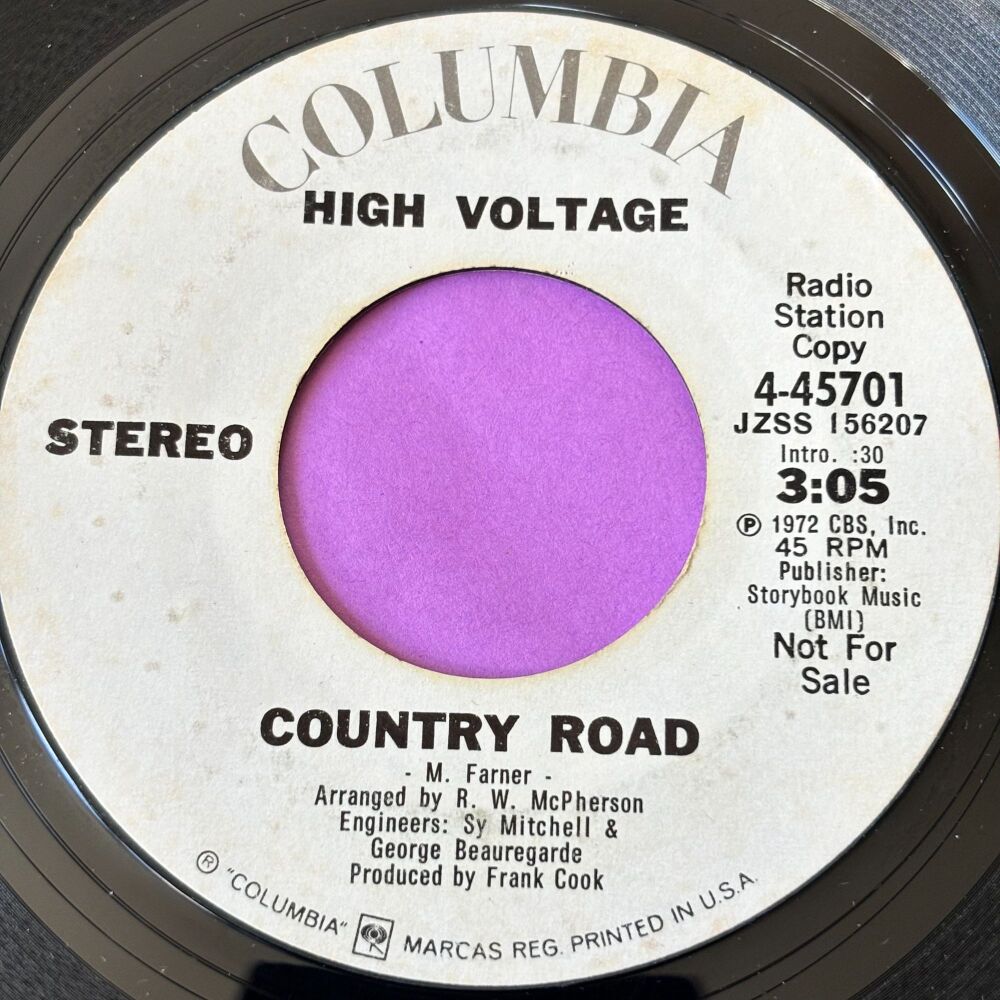 COLUMBIA
HIGH VOLTAGE
STEREO
Radio
Station
Copy
4-45701
JZSS 156207
Intro. :30
3:05
℗ 1972 CBS, Inc.
45 RPM
Publisher:
Storybook Music
(BMI)
Not For
Sale
COUNTRY ROAD
- M. Farner -
Arranged by R. W. McPherson
Engineers: Sy Mitchell &
George Beauregarde
Produced by Frank Cook
® "COLUMBIA" MARCAS REG. PRINTED IN U.S.A.